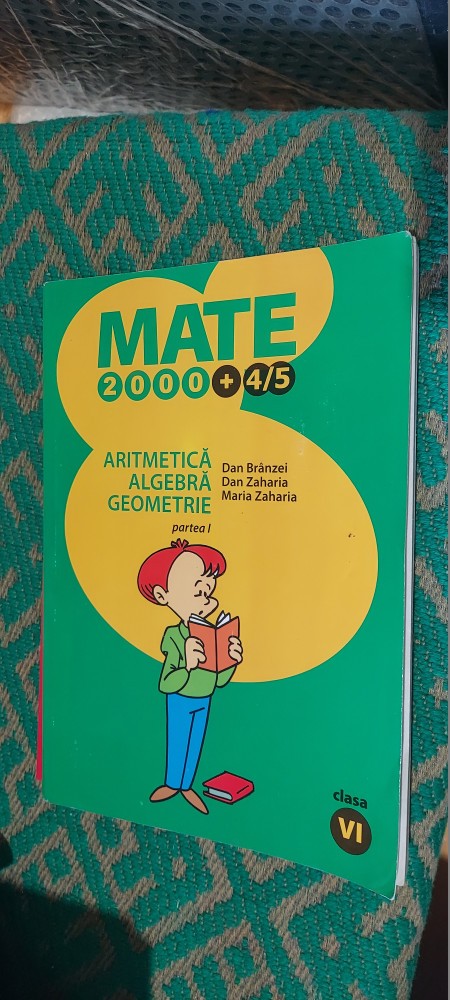 MATE
2000+4/5
ARITMETICĂ
ALGEBRĂ
GEOMETRIE
partea I
Dan Brânzei
Dan Zaharia
Maria Zaharia
clasa
VI